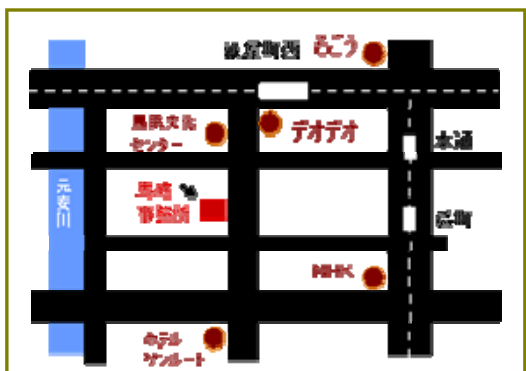 紙屋町西 そごう
県民文化
センター
デオデオ
本通
元安川
事務所
袋町
NHK
ホテル
サンルート